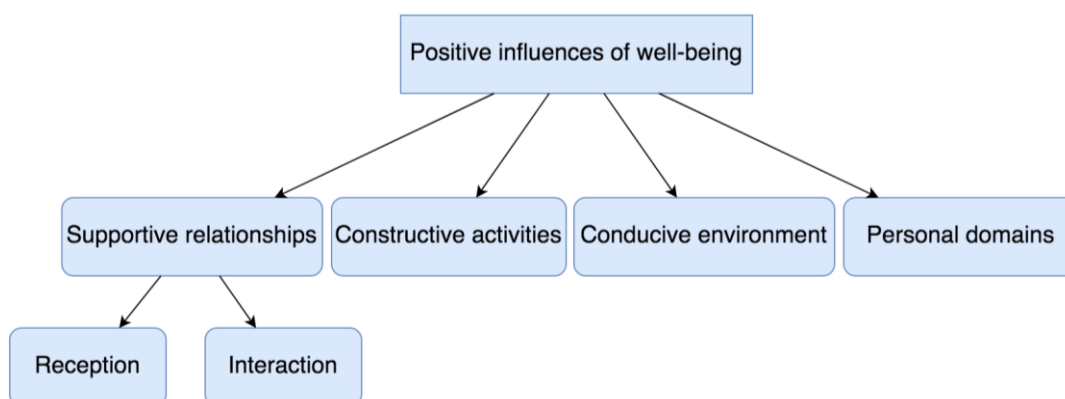 Positive influences of well-being
Supportive relationships
Constructive activities
Conducive environment
Personal domains
Reception
Interaction